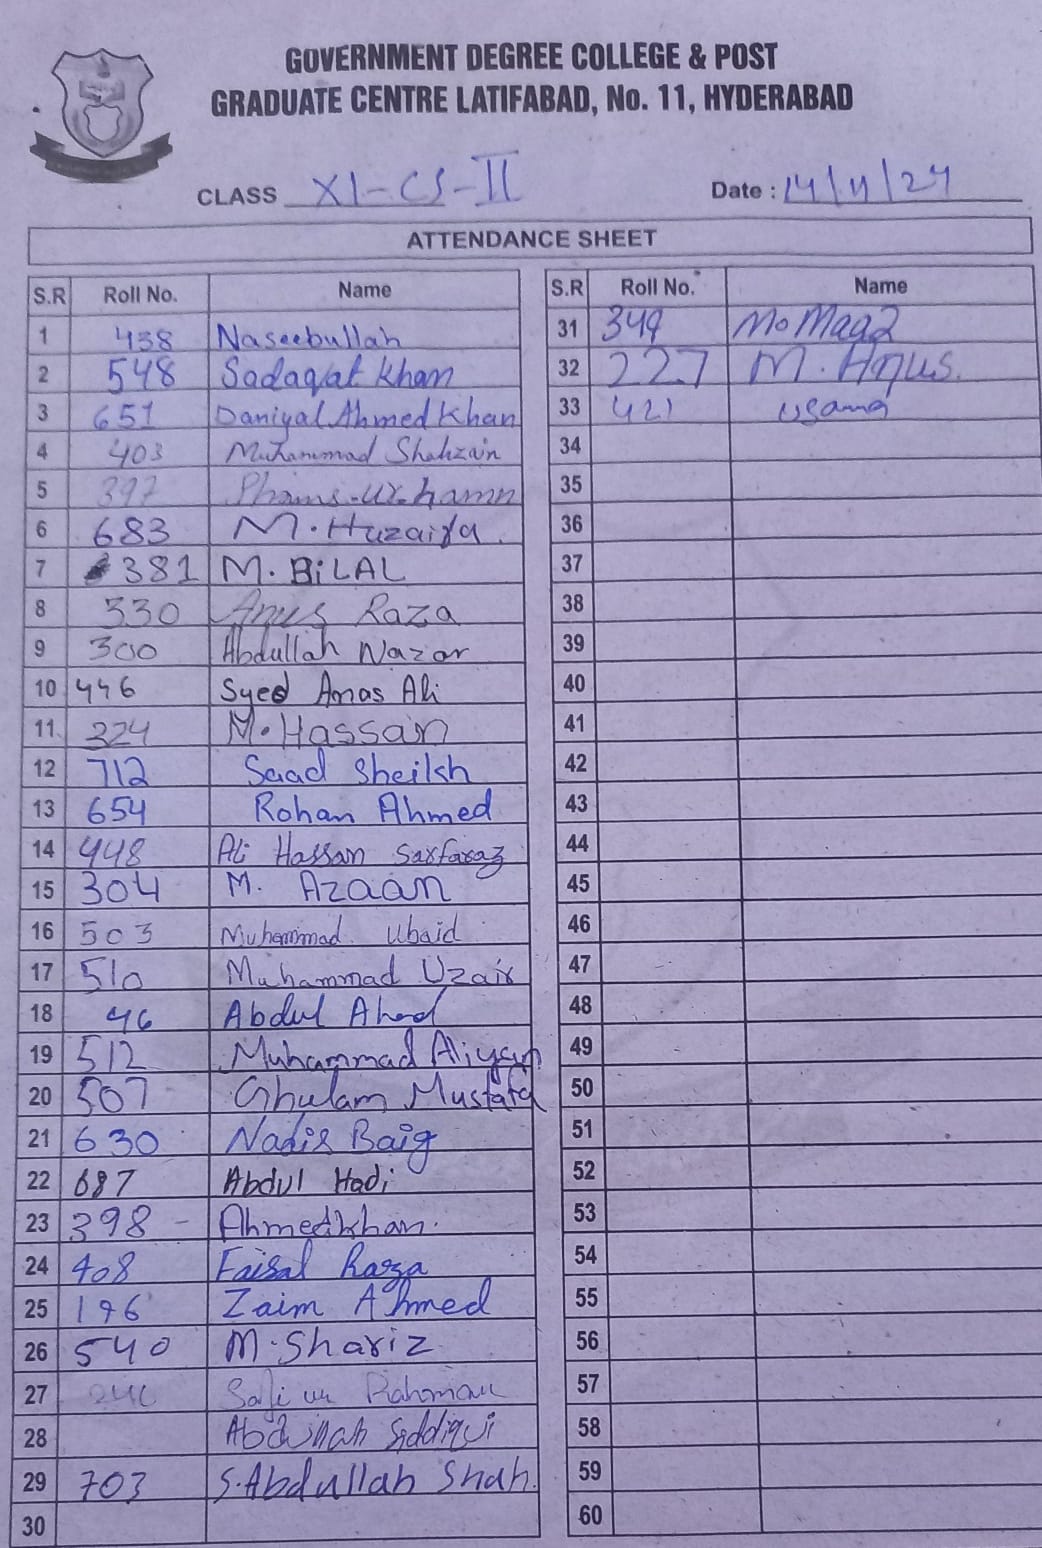 GOVERNMENT DEGREE COLLEGE & POST
GRADUATE CENTRE LATIFABAD, No. 11, HYDERABAD
CLASS XI-CS-II Date : 14/11/24
ATTENDANCE SHEET
S.R Roll No. Name
1 438 Naseebullah
2 548 Sadaqat Khan
3 651 Daniyal Ahmed Khan
4 403 Muhammad Shahzain
5 397
6 683 M. Huzaifa
7 381 M. BiLAL
8 330 Anus Raza
9 300 Abdullah Nazar
10 446 Syed Anas Ali
11 324 M. Hassain
12 712 Saad Sheikh
13 654 Rohan Ahmed
14 448 Ali Hassan Sarfaraz
15 304 M. Azaan
16 503 Muhammad Ubaid
17 510 Muhammad Uzair
18 46 Abdul Ahad
19 512 Muhammad Aliyan
20 507 Ghulam Mustafa
21 630 Nadir Baig
22 687 Abdul Hadi
23 398 - Ahmed khan.
24 408 Faisal Raza
25 196 Zaim Ahmed
26 540 M. Shariz
27 Safi ur Rahman
28 Abdullah Siddiqui
29 703 S. Abdullah Shah.
30
S.R Roll No. Name
31 349 Mo Maaz
32 227 M. Anus.
33 421 Usama
34
35
36
37
38
39
40
41
42
43
44
45
46
47
48
49
50
51
52
53
54
55
56
57
58
59
60